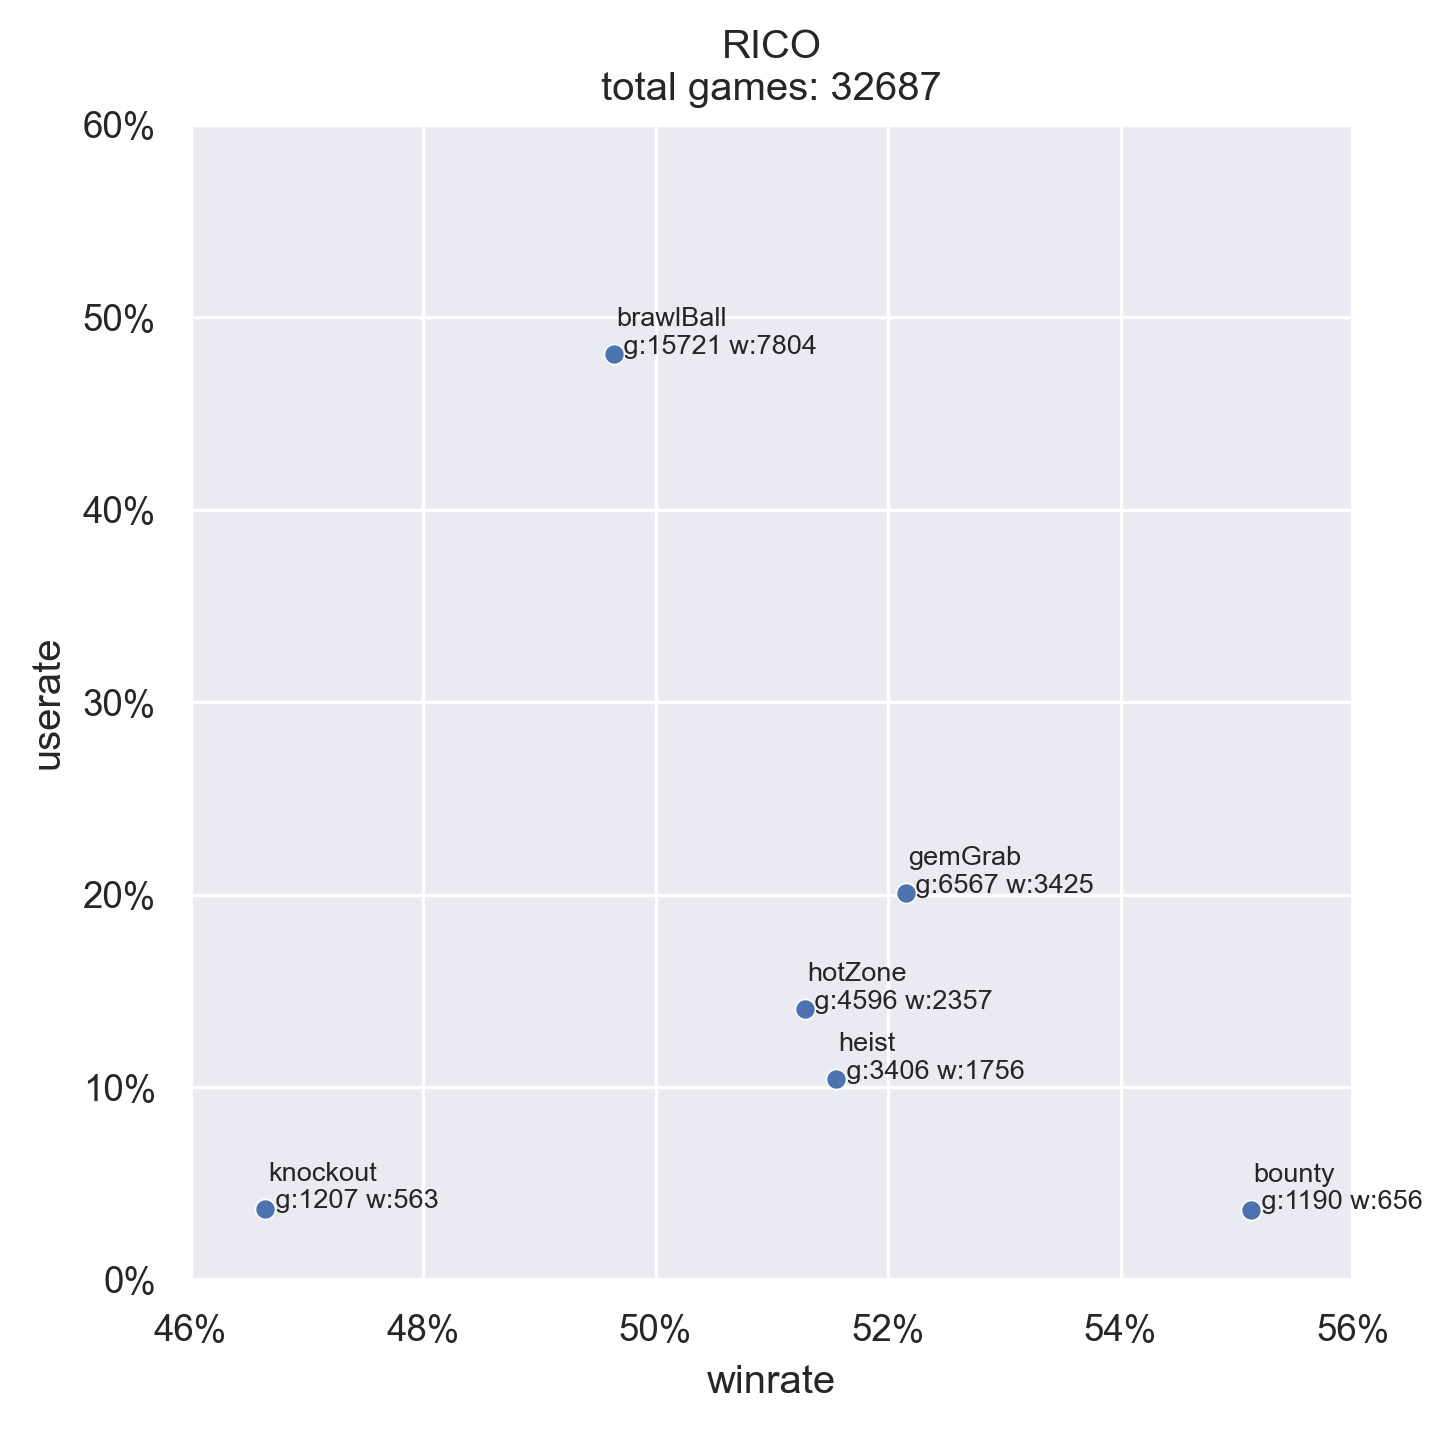 RICO
total games: 32687
60%
50%
40%
30%
20%
10%
0%
userate
brawlBall
g:15721 w:7804
gemGrab
g:6567 w:3425
hotZone
g:4596 w:2357
heist
g:3406 w:1756
knockout
g:1207 w:563
bounty
g:1190 w:656
46%
48%
50%
52%
54%
56%
winrate